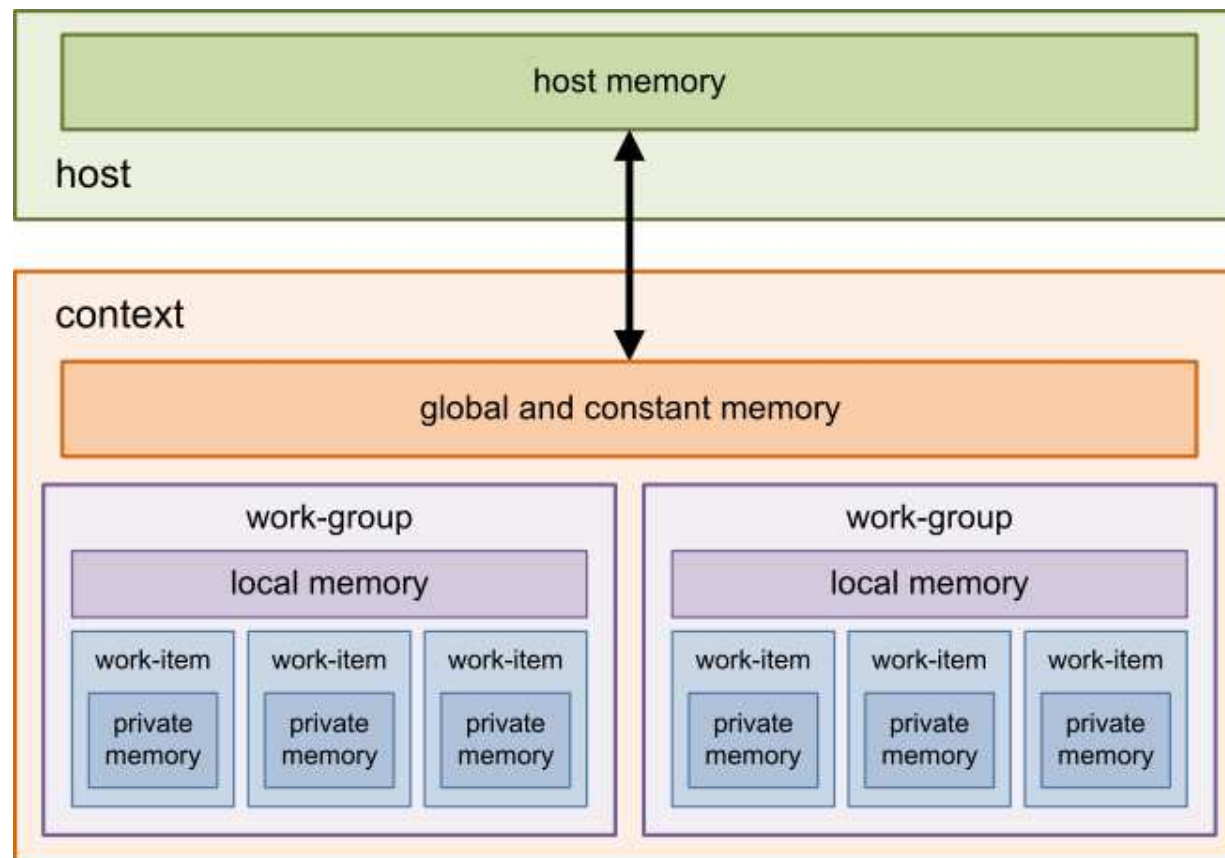 host memory
host
context
global and constant memory
work-group
local memory
work-item
private
memory
work-item
private
memory
work-item
private
memory
work-group
local memory
work-item
private
memory
work-item
private
memory
work-item
private
memory